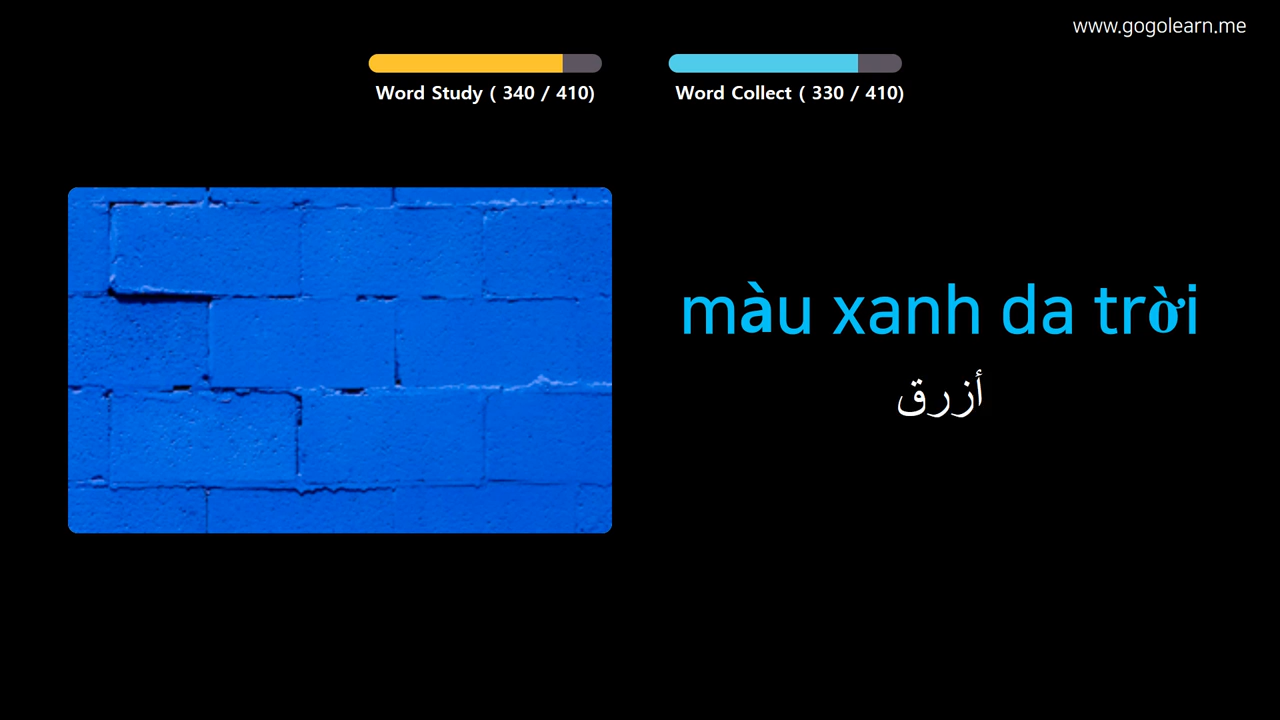 www.gogolearn.me
Word Study ( 340 / 410)
Word Collect ( 330 / 410)
màu xanh da trời
أزرق